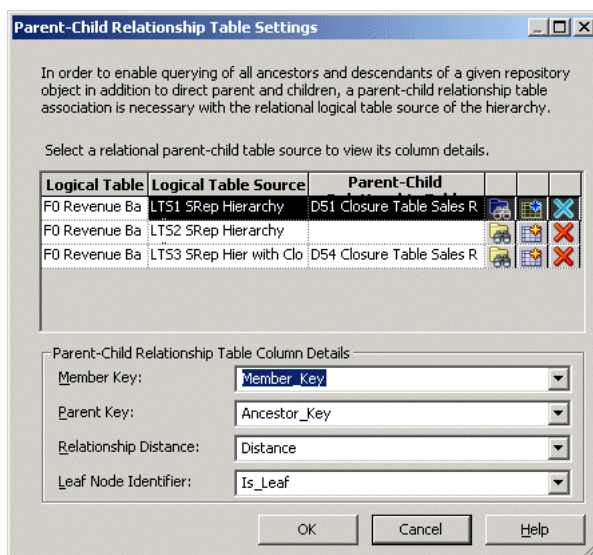 Parent-Child Relationship Table Settings
In order to enable querying of all ancestors and descendants of a given repository
object in addition to direct parent and children, a parent-child relationship table
association is necessary with the relational logical table source of the hierarchy.
Select a relational parent-child table source to view its column details.
Logical Table Logical Table Source Parent-Child
F0 Revenue Ba LTS1 SRep Hierarchy D51 Closure Table Sales R
F0 Revenue Ba LTS2 SRep Hierarchy
F0 Revenue Ba LTS3 SRep Hier with Clo D54 Closure Table Sales R
Parent-Child Relationship Table Column Details
Member Key: Member_Key
Parent Key: Ancestor_Key
Relationship Distance: Distance
Leaf Node Identifier: Is_Leaf
OK Cancel Help